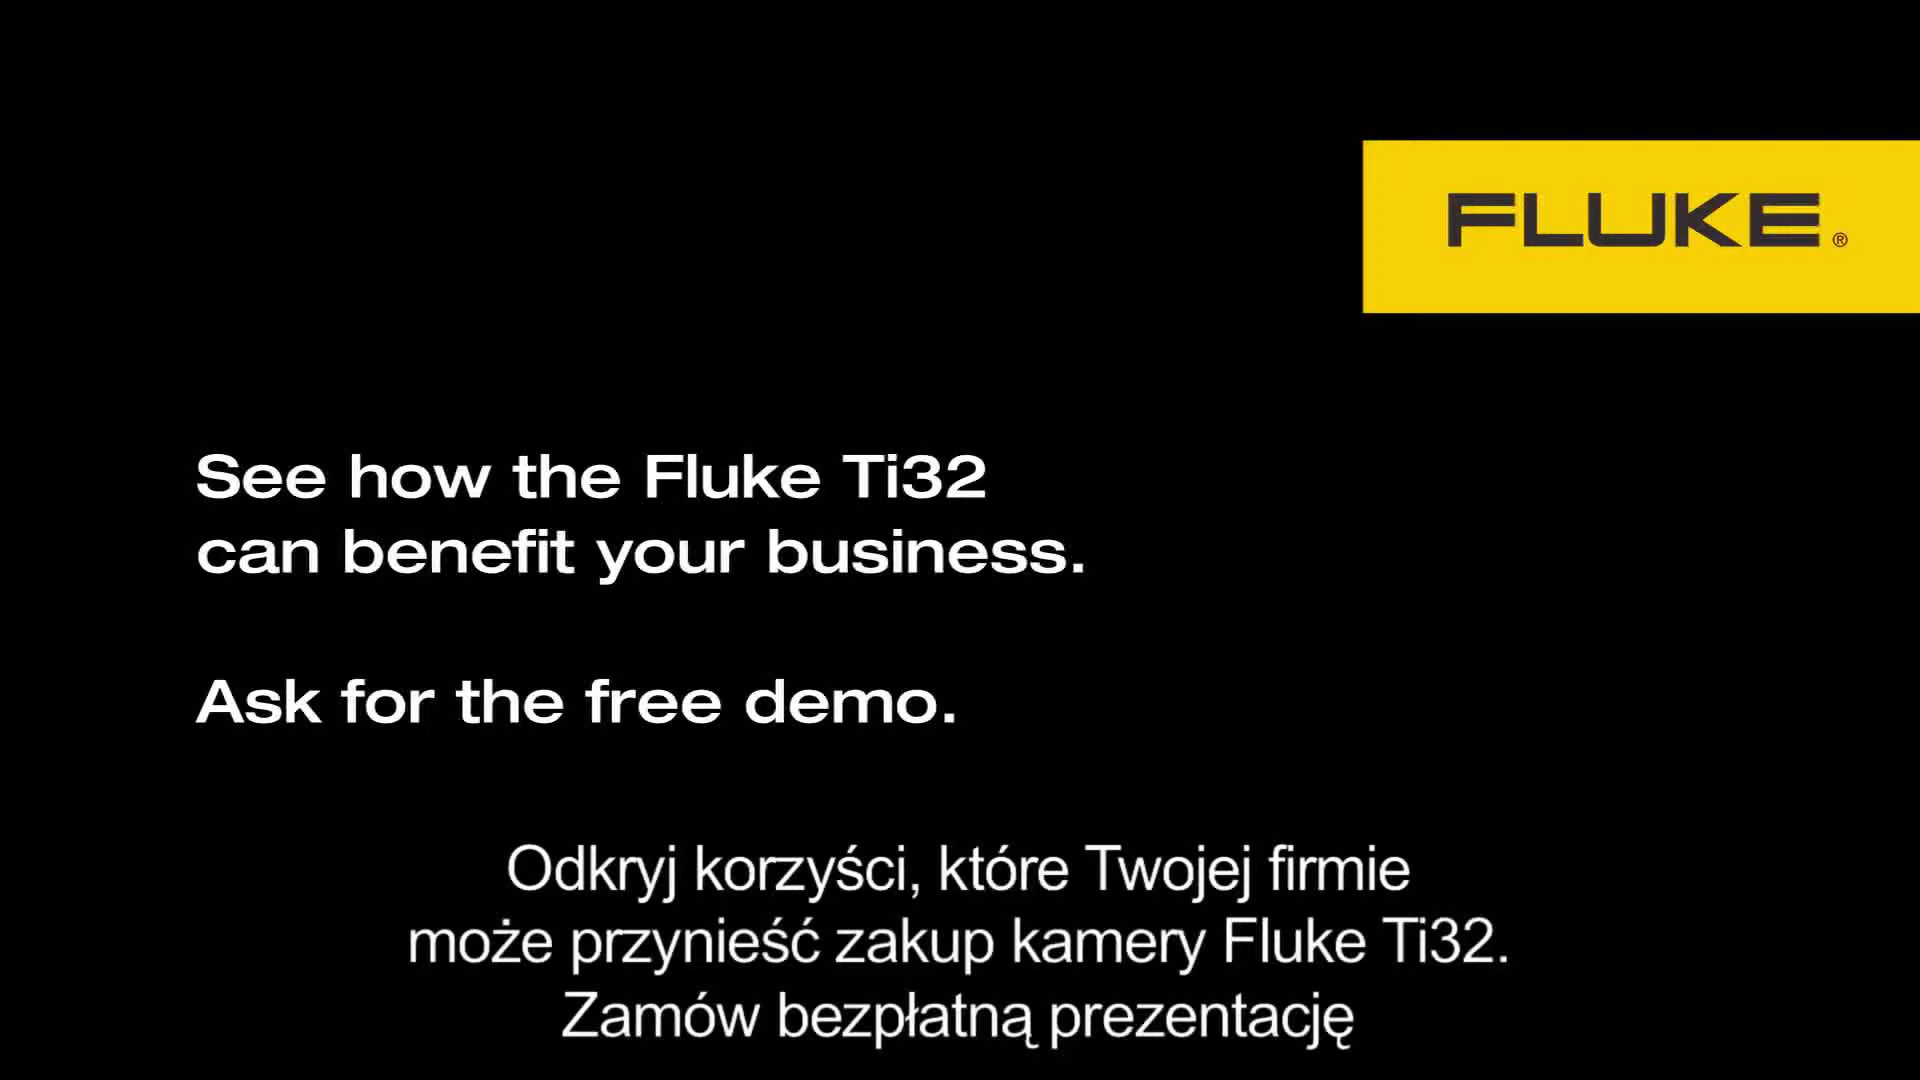 FLUKE®
See how the Fluke Ti32
can benefit your business.
Ask for the free demo.
Odkryj korzyści, które Twojej firmie
może przynieść zakup kamery Fluke Ti32.
Zamów bezpłatną prezentację